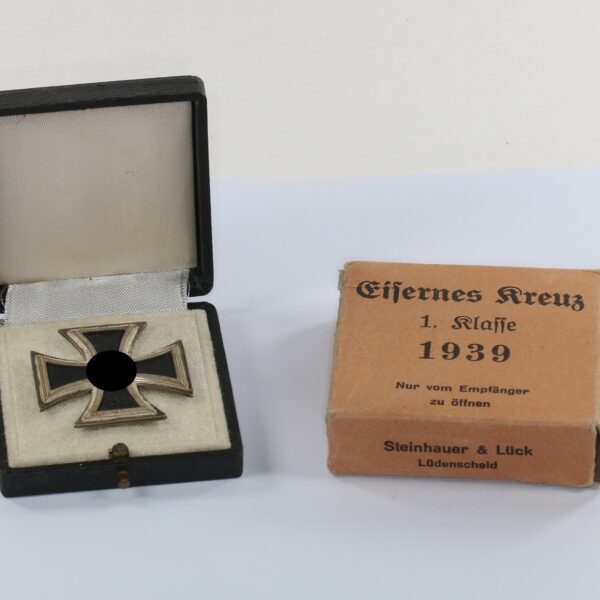 Eisernes Kreuz
1. Klasse
1939
Nur vom Empfänger
zu öffnen
Steinhauer & Lück
Lüdenscheid